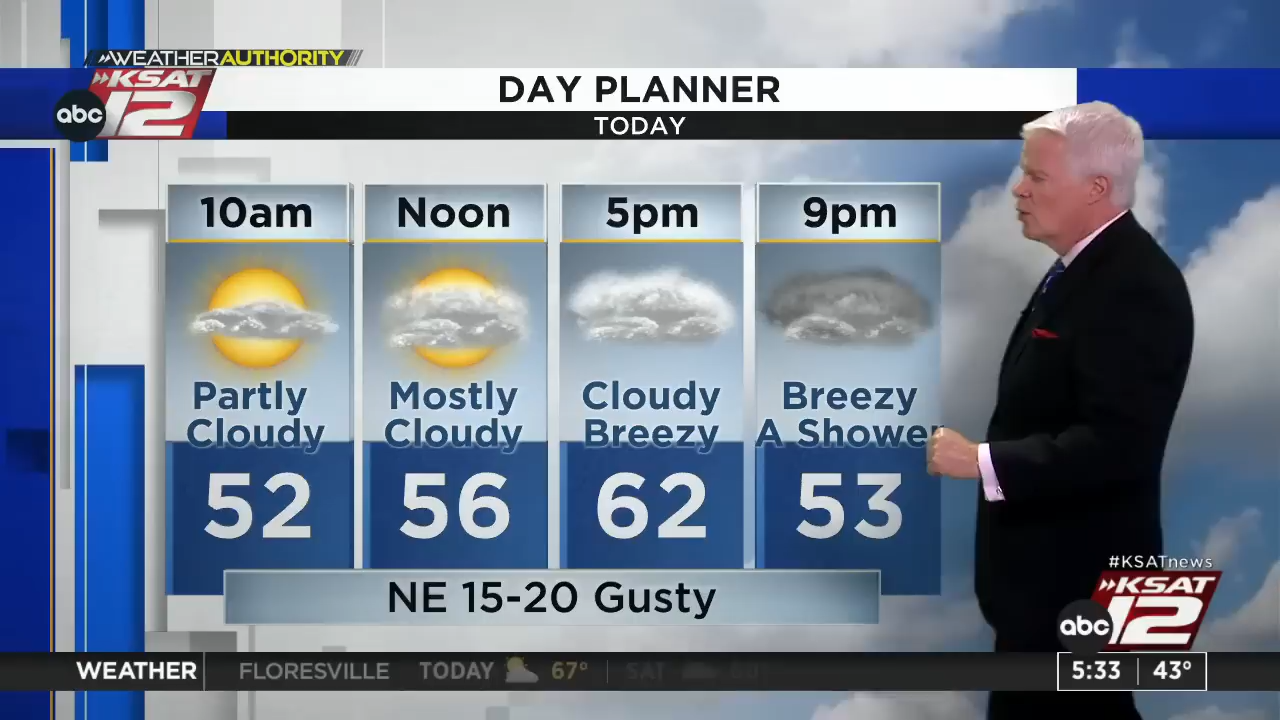 WEATHERAUTHORITY
KSAT
abc 12
DAY PLANNER
TODAY
10am Noon 5pm 9pm
Partly Mostly Cloudy Breezy
Cloudy Cloudy Breezy A Shower
52 56 62 53
NE 15-20 Gusty
#KSATnews
KSAT
abc 12
WEATHER FLORESVILLE TODAY 67° SAT 5:33 43°